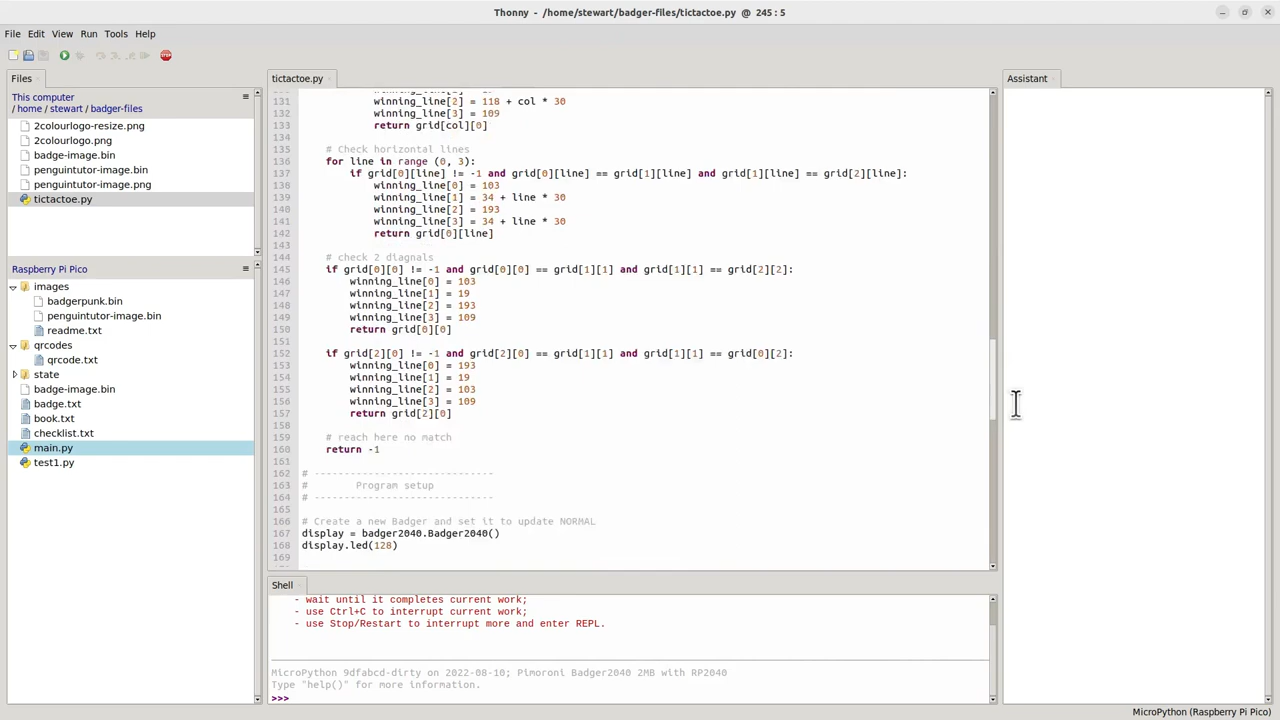 Thonny - /home/stewart/badger-files/tictactoe.py @ 245 : 5
File Edit View Run Tools Help
STOP
Files
This computer
/ home / stewart / badger-files
2colourlogo-resize.png
2colourlogo.png
badge-image.bin
penguintutor-image.bin
penguintutor-image.png
tictactoe.py
Raspberry Pi Pico
images
badgerpunk.bin
penguintutor-image.bin
readme.txt
qrcodes
qrcode.txt
state
badge-image.bin
badge.txt
book.txt
checklist.txt
main.py
test1.py
tictactoe.py
131 winning_line[2] = 118 + col * 30
132 winning_line[3] = 109
133 return grid[col][0]
134
135 # Check horizontal lines
136 for line in range (0, 3):
137 if grid[0][line] != -1 and grid[0][line] == grid[1][line] and grid[1][line] == grid[2][line]:
138 winning_line[0] = 103
139 winning_line[1] = 34 + line * 30
140 winning_line[2] = 193
141 winning_line[3] = 34 + line * 30
142 return grid[0][line]
143
144 # check 2 diagnals
145 if grid[0][0] != -1 and grid[0][0] == grid[1][1] and grid[1][1] == grid[2][2]:
146 winning_line[0] = 103
147 winning_line[1] = 19
148 winning_line[2] = 193
149 winning_line[3] = 109
150 return grid[0][0]
151
152 if grid[2][0] != -1 and grid[2][0] == grid[1][1] and grid[1][1] == grid[0][2]:
153 winning_line[0] = 193
154 winning_line[1] = 19
155 winning_line[2] = 103
156 winning_line[3] = 109
157 return grid[2][0]
158
159 # reach here no match
160 return -1
161
162 # ------------------------------
163 # Program setup
164 # ------------------------------
165
166 # Create a new Badger and set it to update NORMAL
167 display = badger2040.Badger2040()
168 display.led(128)
169
Shell
- wait until it completes current work;
- use Ctrl+C to interrupt current work;
- use Stop/Restart to interrupt more and enter REPL.
MicroPython 9dfabcd-dirty on 2022-08-10; Pimoroni Badger2040 2MB with RP2040
Type "help()" for more information.
>>>
Assistant
MicroPython (Raspberry Pi Pico)